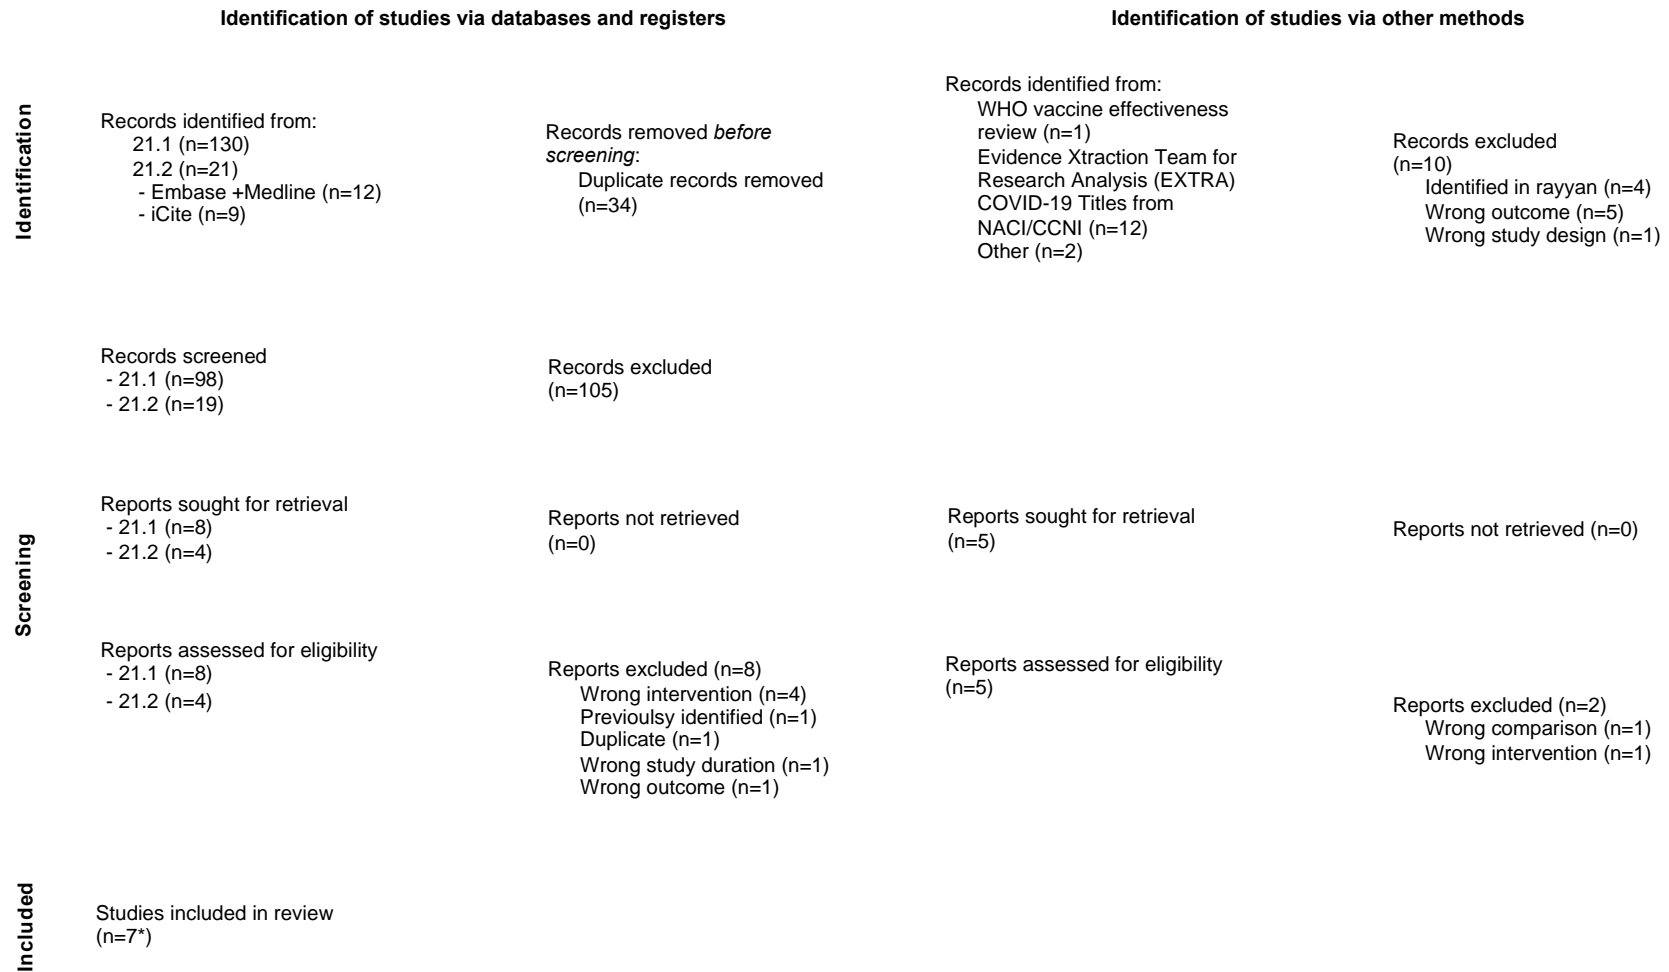 Identification of studies via databases and registers
Identification of studies via other methods
Identification
Records identified from:
21.1 (n=130)
21.2 (n=21)
- Embase +Medline (n=12)
- iCite (n=9)
Records removed before
screening:
Duplicate records removed
(n=34)
Records identified from:
WHO vaccine effectiveness
review (n=1)
Evidence Xtraction Team for
Research Analysis (EXTRA)
COVID-19 Titles from
NACI/CCNI (n=12)
Other (n=2)
Records excluded
(n=10)
Identified in rayyan (n=4)
Wrong outcome (n=5)
Wrong study design (n=1)
Screening
Records screened
- 21.1 (n=98)
- 21.2 (n=19)
Records excluded
(n=105)
Reports sought for retrieval
- 21.1 (n=8)
- 21.2 (n=4)
Reports not retrieved
(n=0)
Reports sought for retrieval
(n=5)
Reports not retrieved (n=0)
Reports assessed for eligibility
- 21.1 (n=8)
- 21.2 (n=4)
Reports excluded (n=8)
Wrong intervention (n=4)
Previoulsy identified (n=1)
Duplicate (n=1)
Wrong study duration (n=1)
Wrong outcome (n=1)
Reports assessed for eligibility
(n=5)
Reports excluded (n=2)
Wrong comparison (n=1)
Wrong intervention (n=1)
Included
Studies included in review
(n=7*)